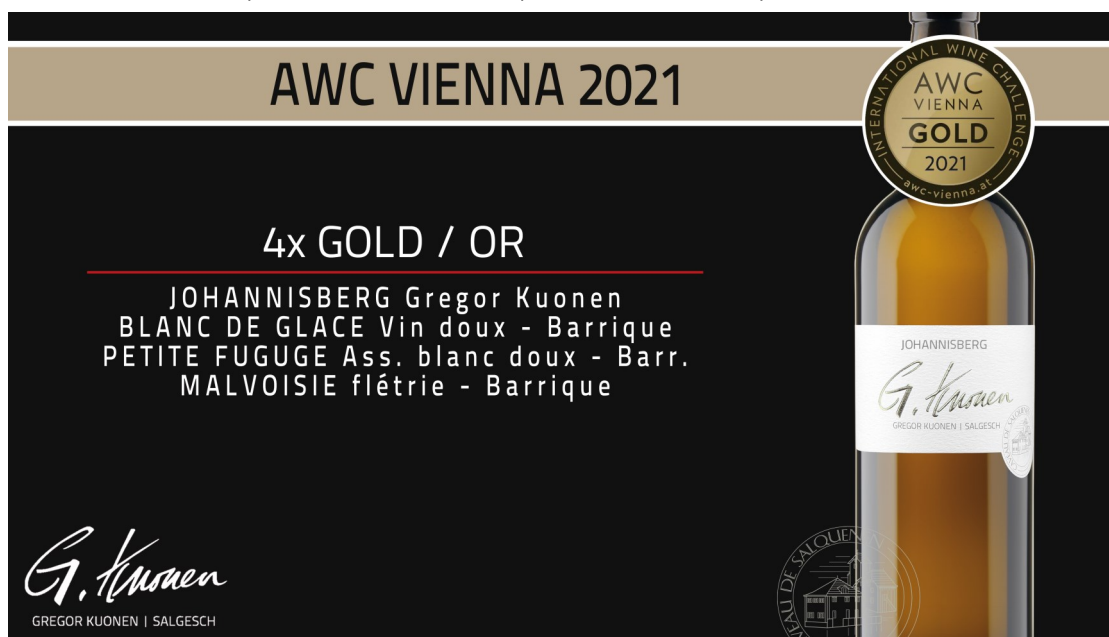 AWC VIENNA 2021
INTERNATIONAL WINE CHALLENGE
AWC
VIENNA
GOLD
2021
awc-vienna.at
4x GOLD / OR
JOHANNISBERG Gregor Kuonen
BLANC DE GLACE Vin doux - Barrique
PETITE FUGUGE Ass. blanc doux - Barr.
MALVOISIE flétrie - Barrique
JOHANNISBERG
G. Kuonen
GREGOR KUONEN | SALGESCH
G. Kuonen
GREGOR KUONEN | SALGESCH